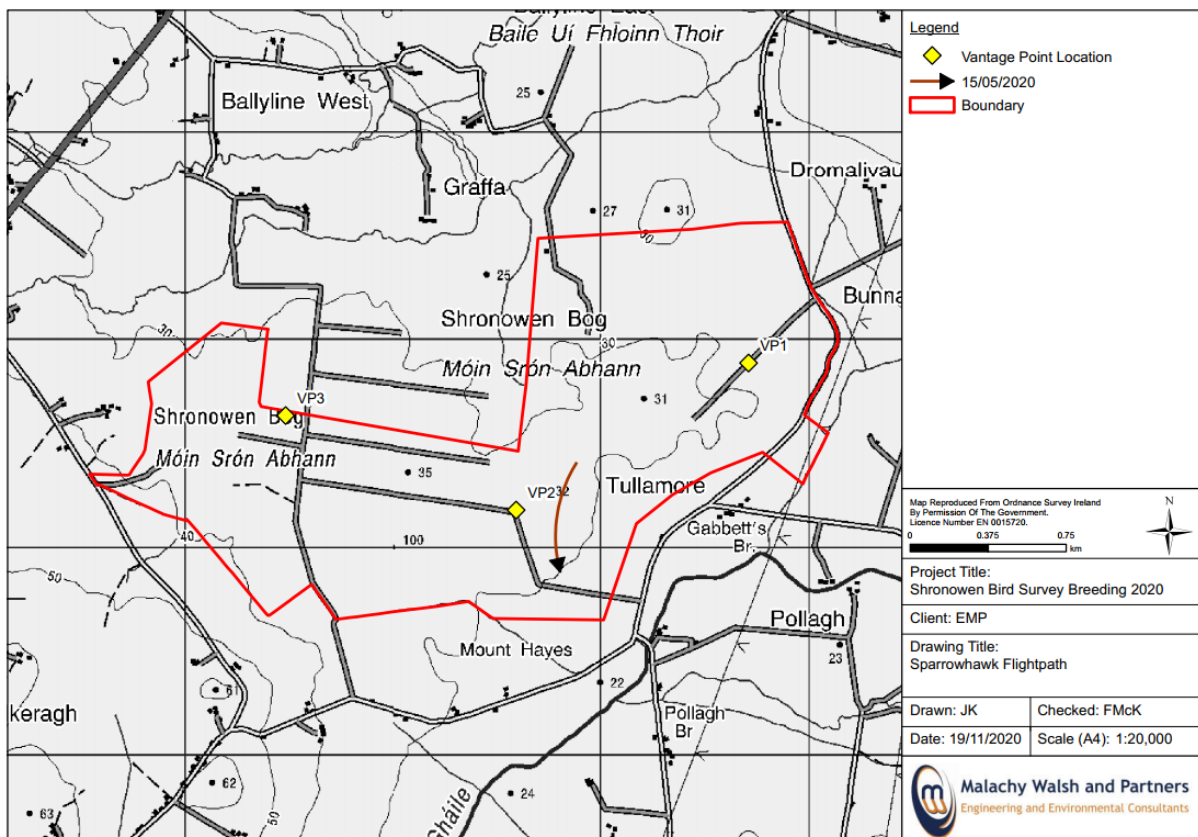 Ballyline East
Baile Uí Fhloinn Thoir
25
Ballyline West
Graffa
Dromalivau
27
31
30
25
Bunna
Shronowen Bog
30
30
VP1
Móin Srón Abhann
31
VP3
Shronowen Bog
Móin Srón Abhann
35
VP2
32
Tullamore
Gabbett's
Br.
40
100
50
Pollagh
Mount Hayes
23
22
61
keragh
Pollagh
Br
62
50
63
24
Sháile
Legend
Vantage Point Location
15/05/2020
Boundary
Map Reproduced From Ordnance Survey Ireland
By Permission Of The Government.
Licence Number EN 0015720.
N
0 0.375 0.75
km
Project Title:
Shronowen Bird Survey Breeding 2020
Client: EMP
Drawing Title:
Sparrowhawk Flightpath
Drawn: JK
Checked: FMcK
Date: 19/11/2020
Scale (A4): 1:20,000
Malachy Walsh and Partners
Engineering and Environmental Consultants